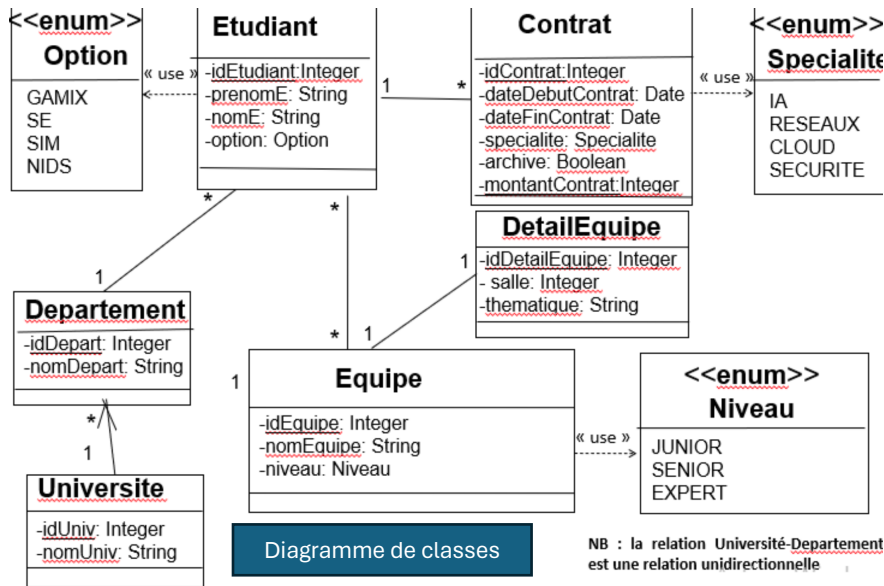 <<enum>>
Option
GAMIX
SE
SIM
NIDS
« use »
Etudiant
-idEtudiant:Integer
-prenomE: String
-nomE: String
-option: Option
1
*
Contrat
-idContrat:Integer
-dateDebutContrat: Date
-dateFinContrat: Date
-specialite: Specialite
-archive: Boolean
-montantContrat:Integer
« use »
<<enum>>
Specialite
IA
RESEAUX
CLOUD
SECURITE
*
1
*
*
DetailEquipe
-idDetailEquipe: Integer
- salle: Integer
-thematique: String
1
1
Departement
-idDepart: Integer
-nomDepart: String
*
1
1
Equipe
-idEquipe: Integer
-nomEquipe: String
-niveau: Niveau
« use »
<<enum>>
Niveau
JUNIOR
SENIOR
EXPERT
Universite
-idUniv: Integer
-nomUniv: String
Diagramme de classes
NB : la relation Université-Departement
est une relation unidirectionnelle